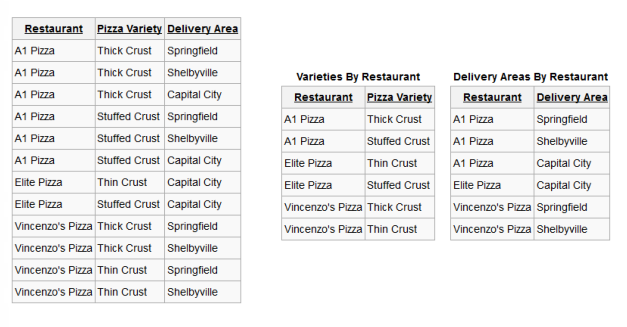 Restaurant Pizza Variety Delivery Area
A1 Pizza Thick Crust Springfield
A1 Pizza Thick Crust Shelbyville
A1 Pizza Thick Crust Capital City
A1 Pizza Stuffed Crust Springfield
A1 Pizza Stuffed Crust Shelbyville
A1 Pizza Stuffed Crust Capital City
Elite Pizza Thin Crust Capital City
Elite Pizza Stuffed Crust Capital City
Vincenzo's Pizza Thick Crust Springfield
Vincenzo's Pizza Thick Crust Shelbyville
Vincenzo's Pizza Thin Crust Springfield
Vincenzo's Pizza Thin Crust Shelbyville
Varieties By Restaurant
Restaurant Pizza Variety
A1 Pizza Thick Crust
A1 Pizza Stuffed Crust
Elite Pizza Thin Crust
Elite Pizza Stuffed Crust
Vincenzo's Pizza Thick Crust
Vincenzo's Pizza Thin Crust
Delivery Areas By Restaurant
Restaurant Delivery Area
A1 Pizza Springfield
A1 Pizza Shelbyville
A1 Pizza Capital City
Elite Pizza Capital City
Vincenzo's Pizza Springfield
Vincenzo's Pizza Shelbyville